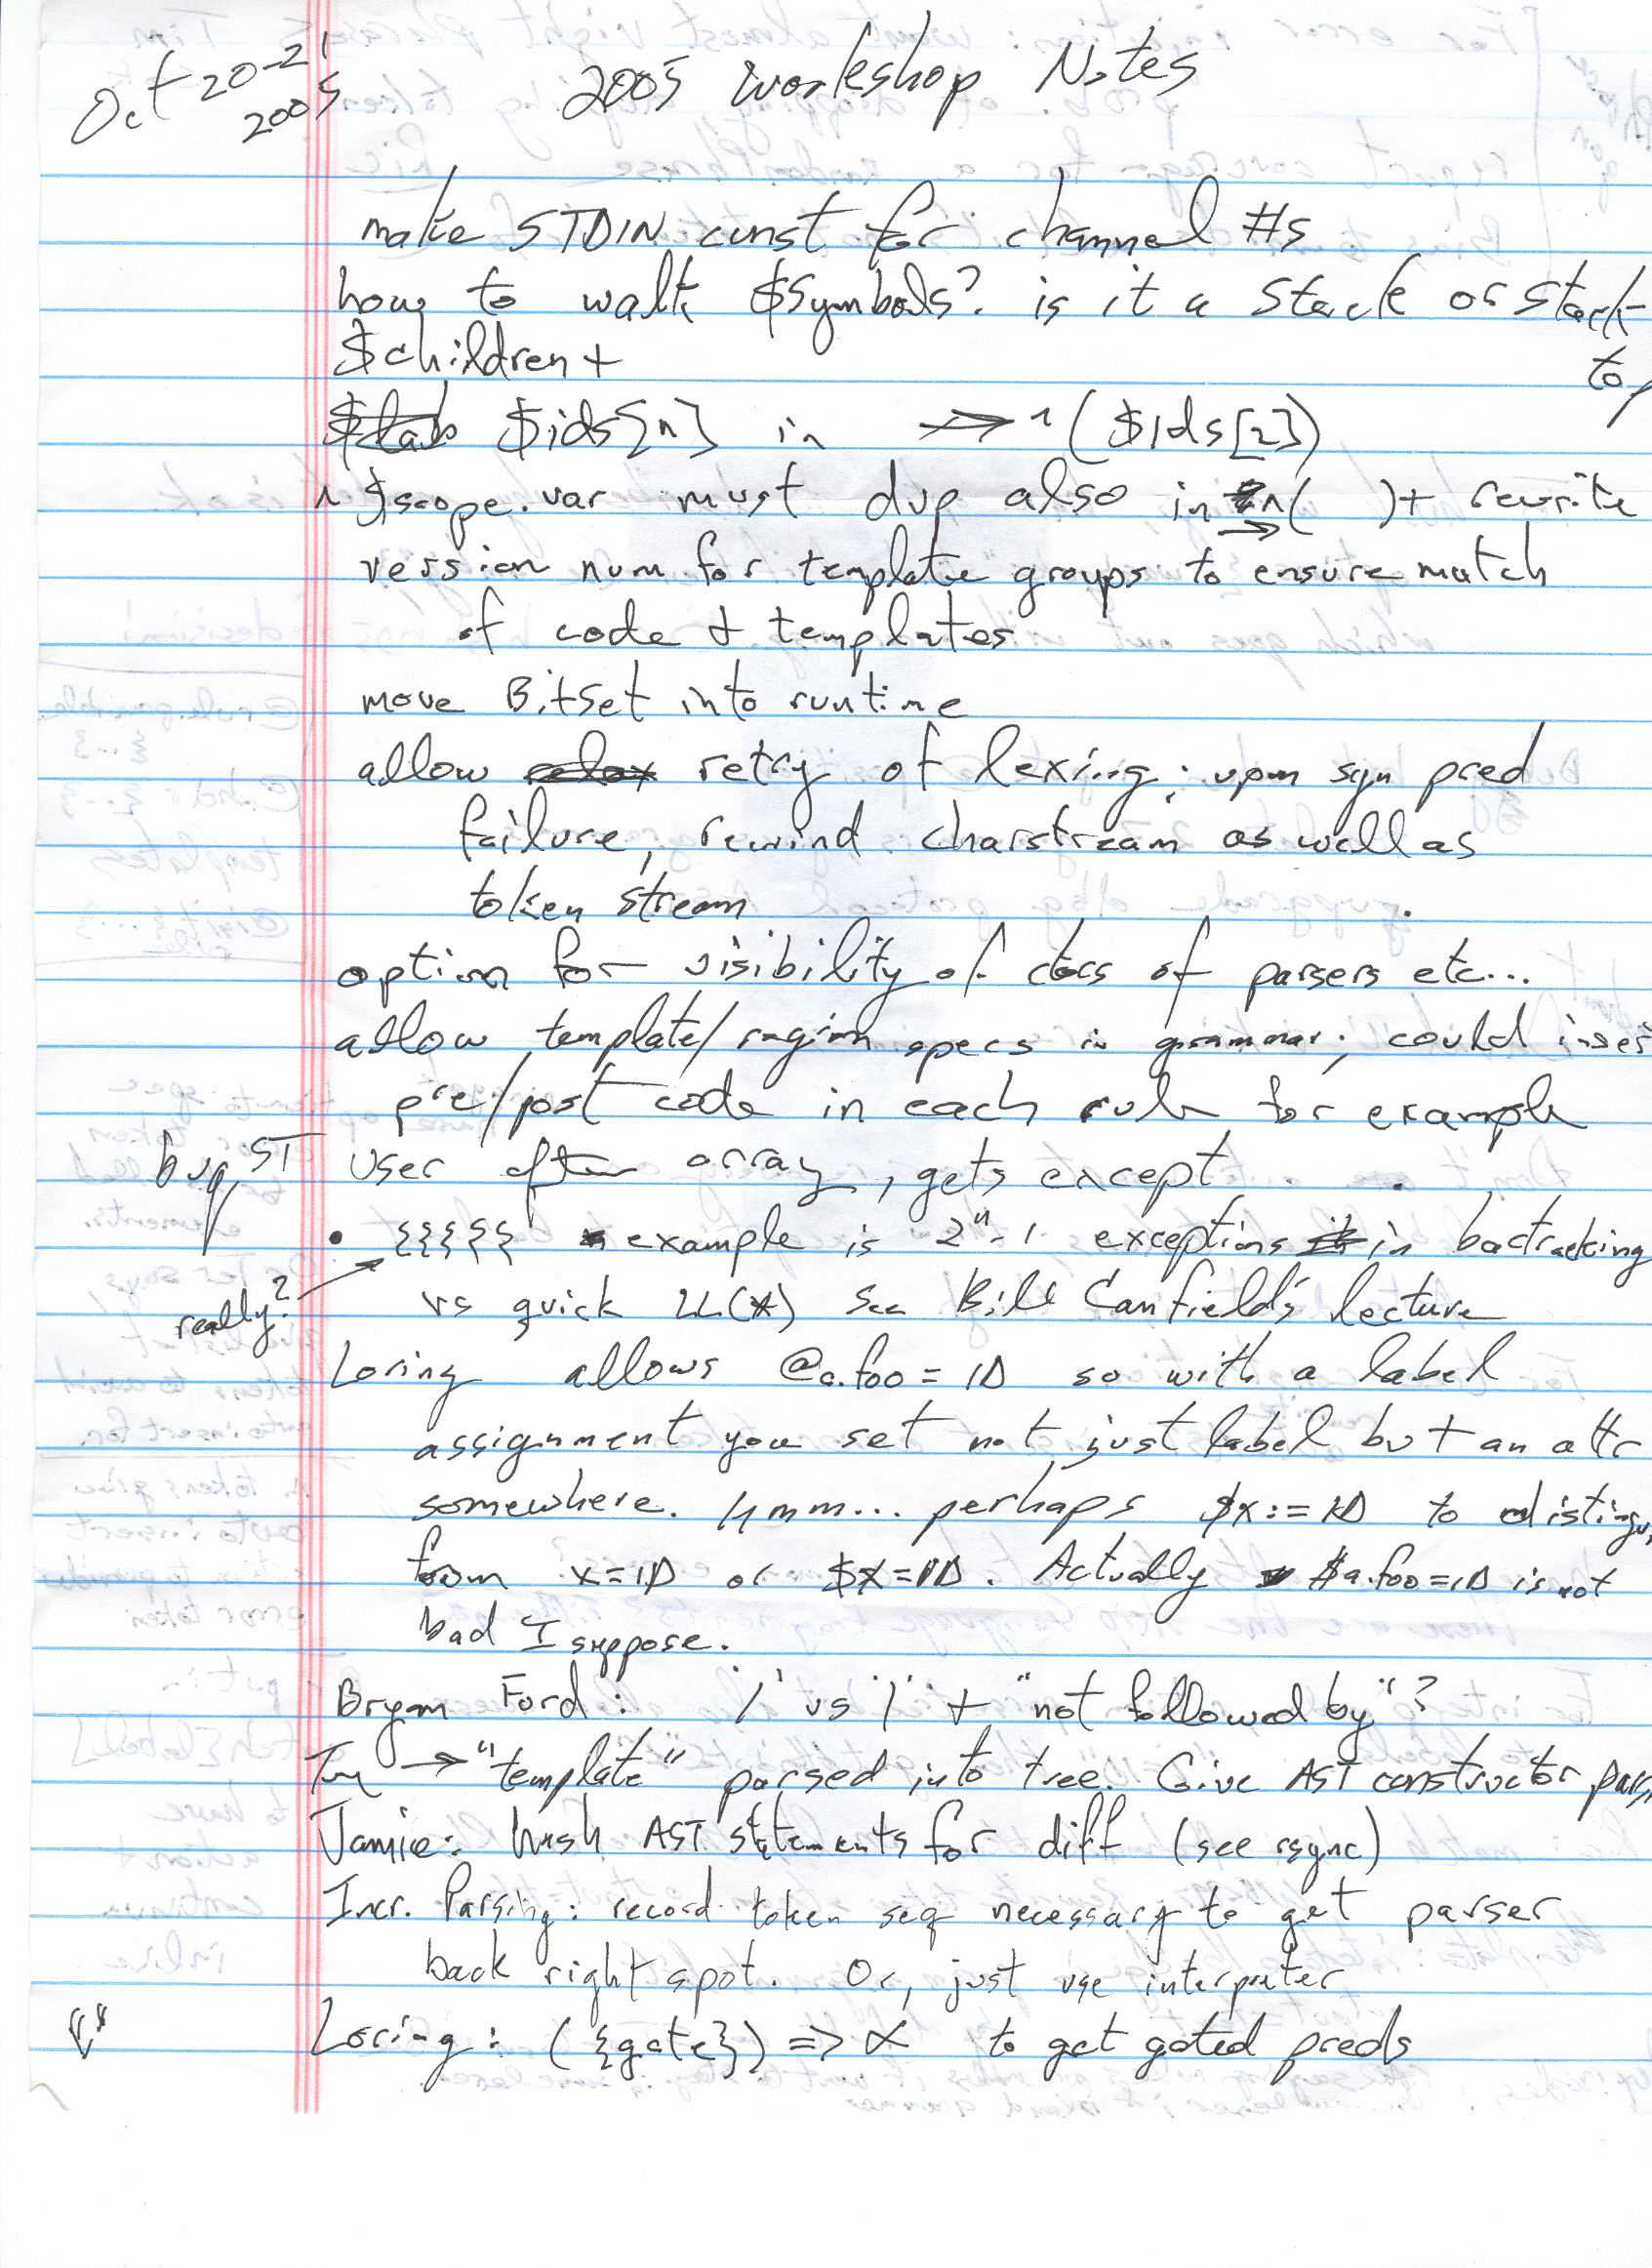 Oct 20-21
2005
2005 Workshop Notes
make STDIN const for channel #s
how to walk $symbols? is it a stack or stack
$children+
to
$ids[n] in → ^($ids[2])
$scope.var must dup also in ^( )+ rewrite
version num for template groups to ensure match
of code + templates
move BitSet into runtime
allow retry of lexing; upon syn pred
failure, rewind charstream as well as
token stream
option for visibility of decs of parsers etc...
allow template/region specs in grammar; could inser
pre/post code in each rule for example
bug, ST user after array, gets except
• {{{{{ example is 2^n-1 exceptions in bactracking
really?
vs quick LL(*) see Bill Canfield's lecture
Loring allows @a.foo = ID so with a label
assignment you set not just label but an attr
somewhere. Hmm... perhaps $x:=ID to distingu
from x=ID or $x=ID. Actually $a.foo=ID is not
bad I suppose.
Bryan Ford: '/' vs '|' + "not followed by"?
→ "template" parsed into tree. Give AST constructor pars
Jamie: hash AST statements for diff (see rsync)
Incr. Parsing: record token seq necessary to get parser
back right spot. Or, just use interpreter
Loring: ({gate}) => α to get gated preds